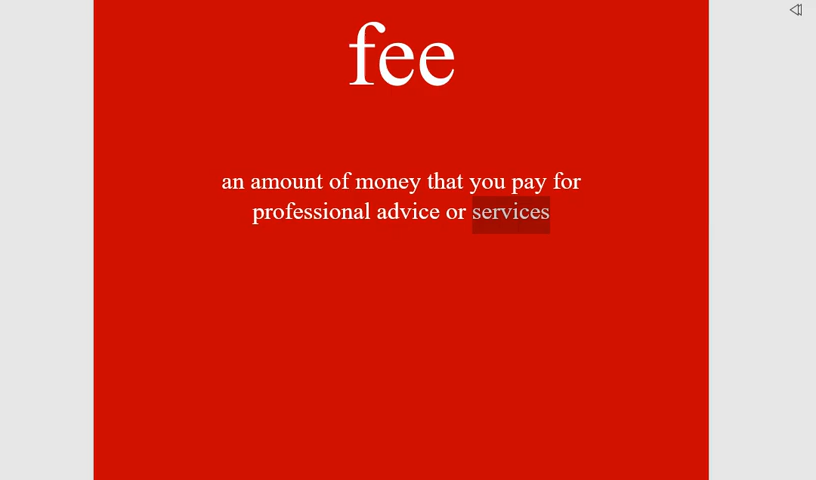 fee
an amount of money that you pay for
professional advice or services